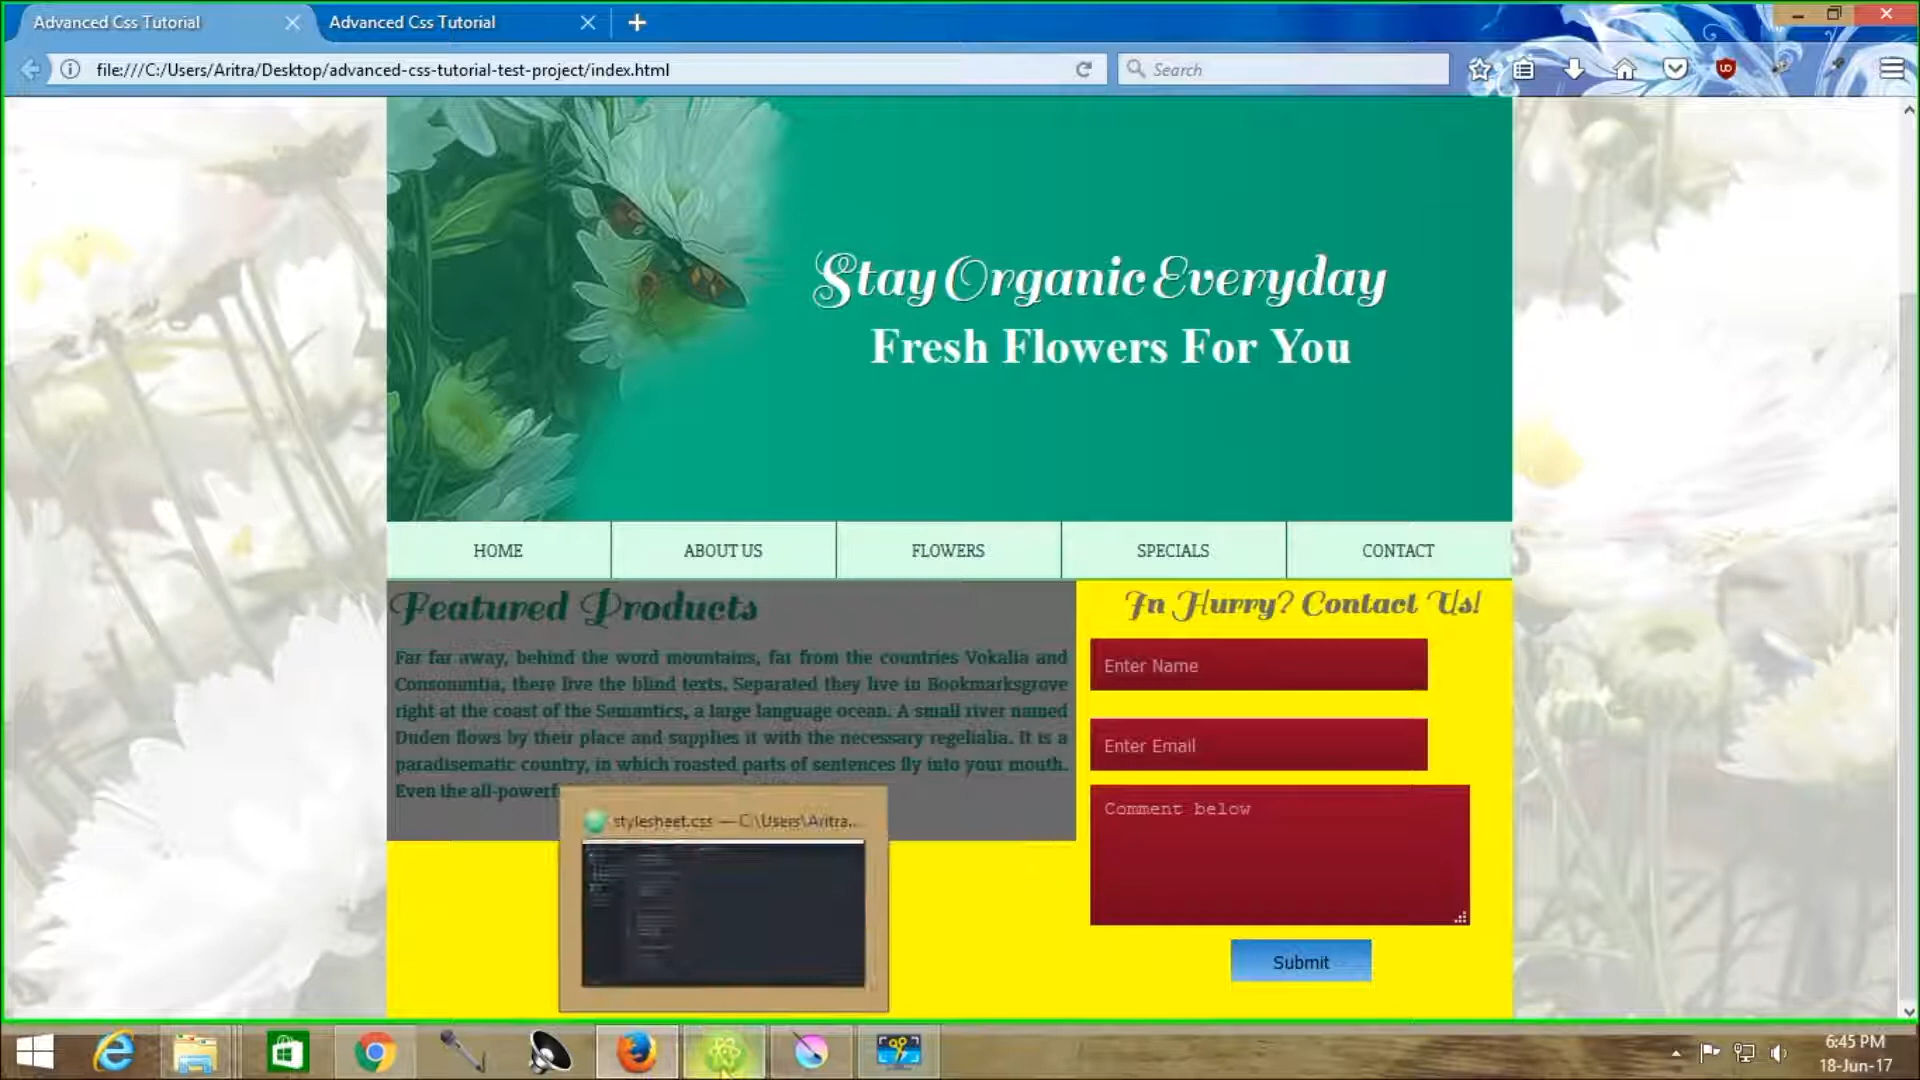 Advanced Css Tutorial
Advanced Css Tutorial
file:///C:/Users/Aritra/Desktop/advanced-css-tutorial-test-project/index.html
Search
Stay Organic Everyday
Fresh Flowers For You
HOME
ABOUT US
FLOWERS
SPECIALS
CONTACT
Featured Products
Far far away, behind the word mountains, far from the countries Vokalia and
Consonantia, there live the blind texts. Separated they live in Bookmarksgrove
right at the coast of the Semantics, a large language ocean. A small river named
Duden flows by their place and supplies it with the necessary regelialia. It is a
paradisematic country, in which roasted parts of sentences fly into your mouth.
Even the all-powerf
In Hurry? Contact Us!
Enter Name
Enter Email
Comment below
Submit
stylesheet.css — C:\Users\Aritra...
6:45 PM
18-Jun-17